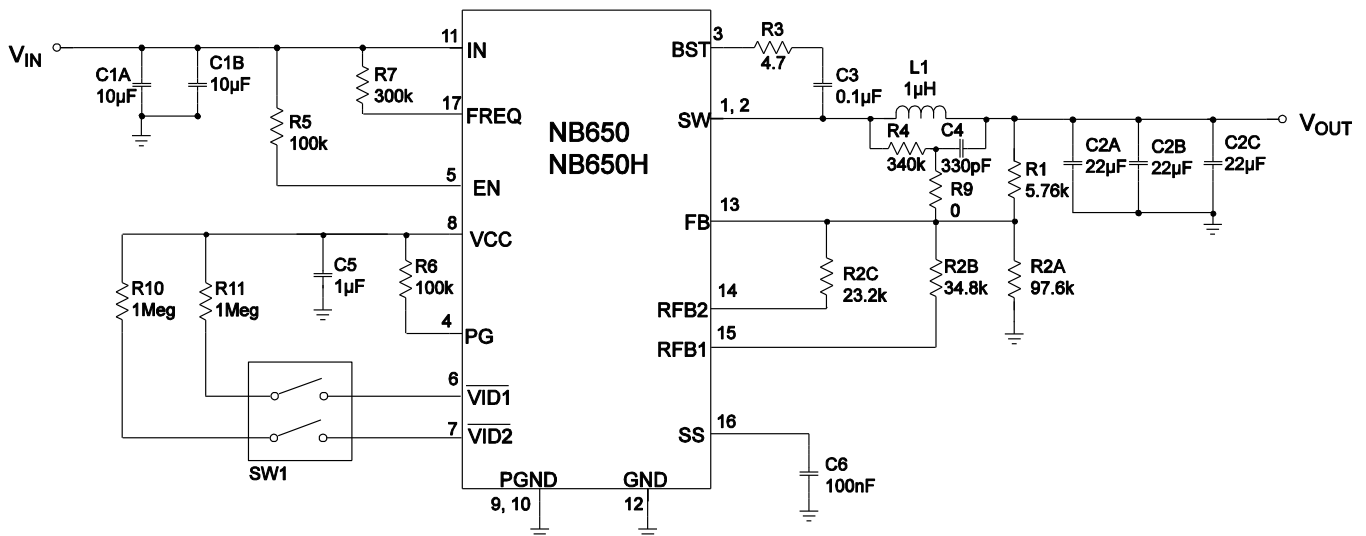 VIN
C1A
10µF
C1B
10µF
R5
100k
R7
300k
11
IN
17
FREQ
5
EN
8
VCC
R10
1Meg
R11
1Meg
C5
1µF
R6
100k
4
PG
6
VID1
7
VID2
SW1
NB650
NB650H
PGND
9, 10
GND
12
3
BST
R3
4.7
C3
0.1µF
1, 2
SW
L1
1µH
R4
340k
C4
330pF
R9
0
R1
5.76k
C2A
22µF
C2B
22µF
C2C
22µF
VOUT
13
FB
R2C
23.2k
R2B
34.8k
R2A
97.6k
14
RFB2
15
RFB1
16
SS
C6
100nF